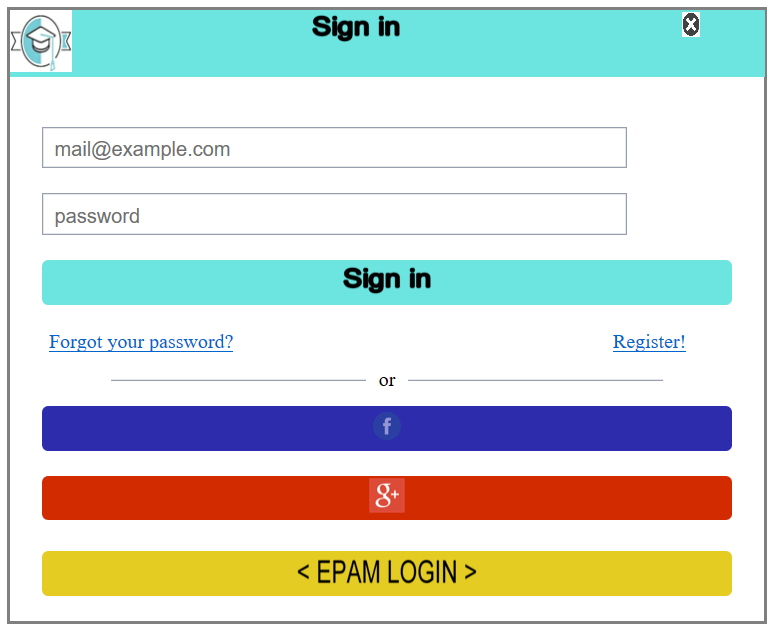 Sign in
x
mail@example.com
password
Sign in
Forgot your password? Register!
or
f
g+
< EPAM LOGIN >